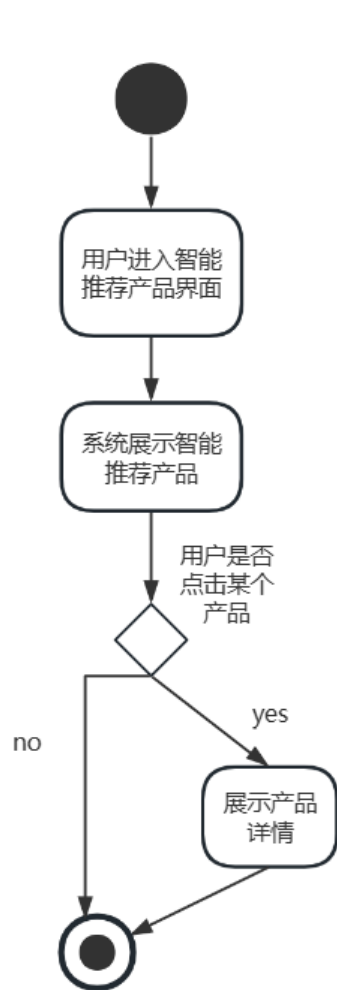 用户进入智能
推荐产品界面
系统展示智能
推荐产品
用户是否
点击某个
产品
yes
no
展示产品
详情